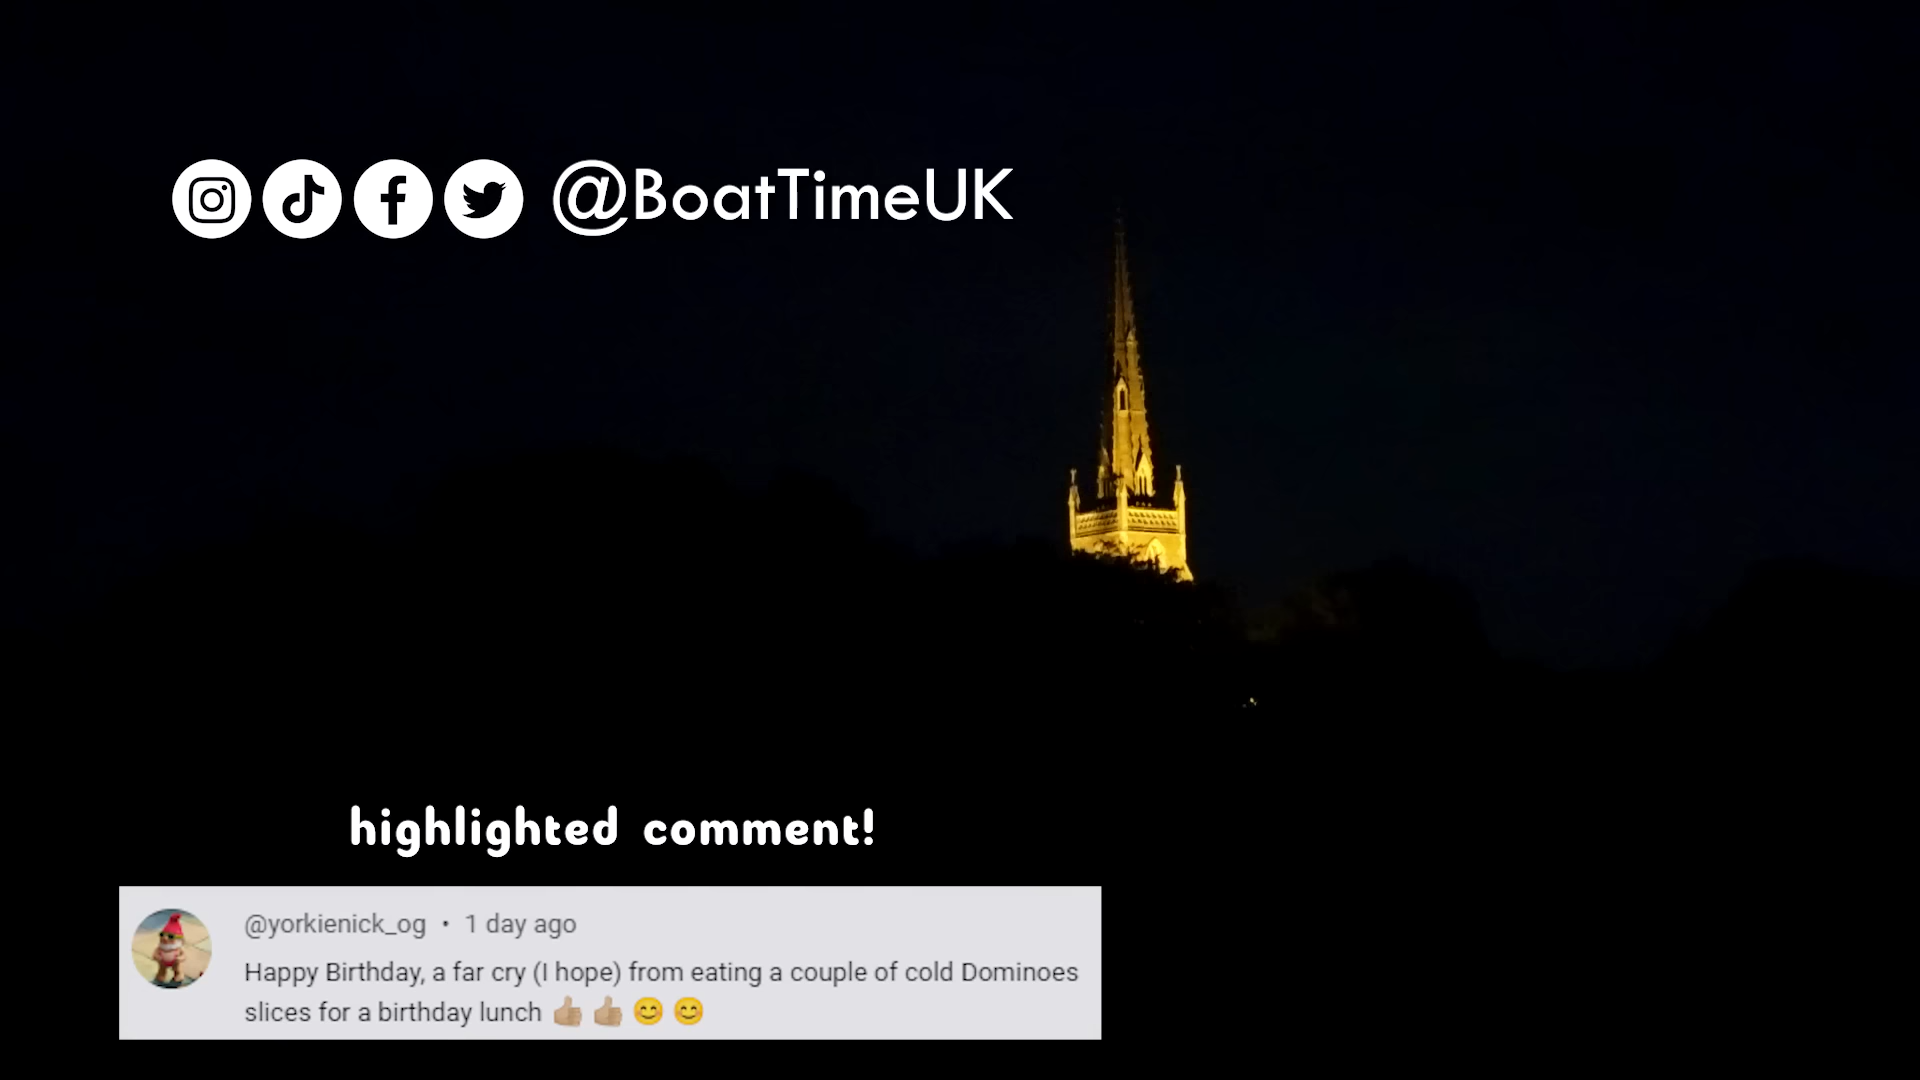 @BoatTimeUK
highlighted comment!
@yorkienick_og • 1 day ago
Happy Birthday, a far cry (I hope) from eating a couple of cold Dominoes
slices for a birthday lunch 👍🏼 👍🏼 😊 😊